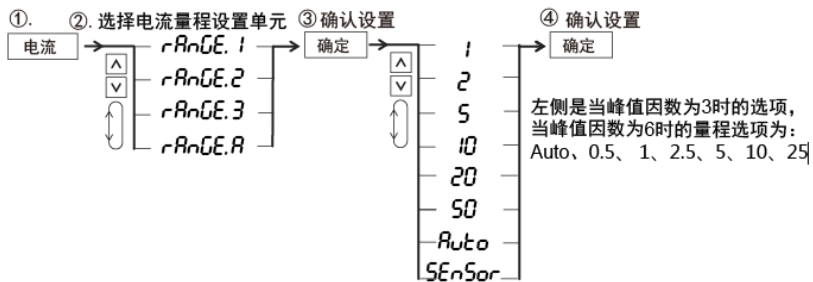 ①. ②. 选择电流量程设置单元 ③确认设置 ④ 确认设置
电流 rAnGE.1 确定 1 确定
rAnGE.2 2
rAnGE.3 5
rAnGE.A 10
20
50
Auto
SEnSor
左侧是当峰值因数为3时的选项，
当峰值因数为6时的量程选项为：
Auto、0.5、 1、2.5、5、10、25